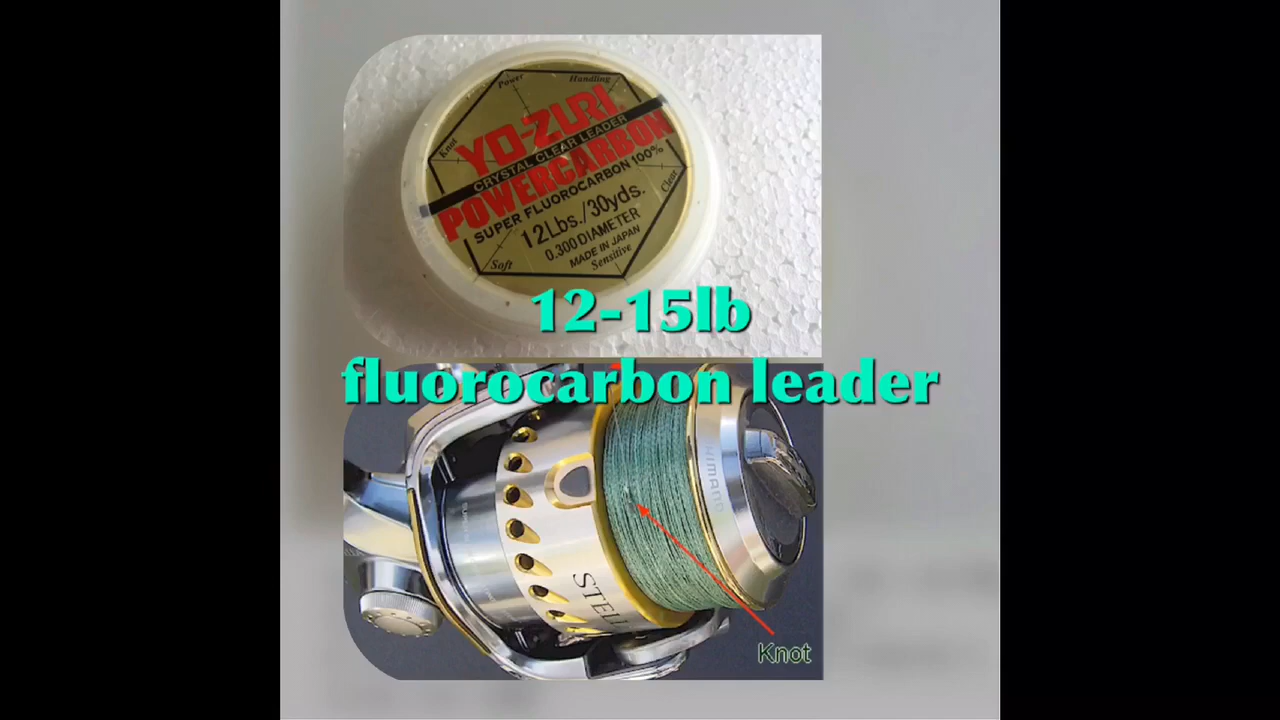 Power
Handling
Knot
YO-ZURI
CRYSTAL CLEAR LEADER
POWERCARBON
SUPER FLUOROCARBON 100%
Clear
12Lbs./30yds.
0.300 DIAMETER
MADE IN JAPAN
Soft
Sensitive
12-15lb
fluorocarbon leader
SHIMANO
STELL
Knot